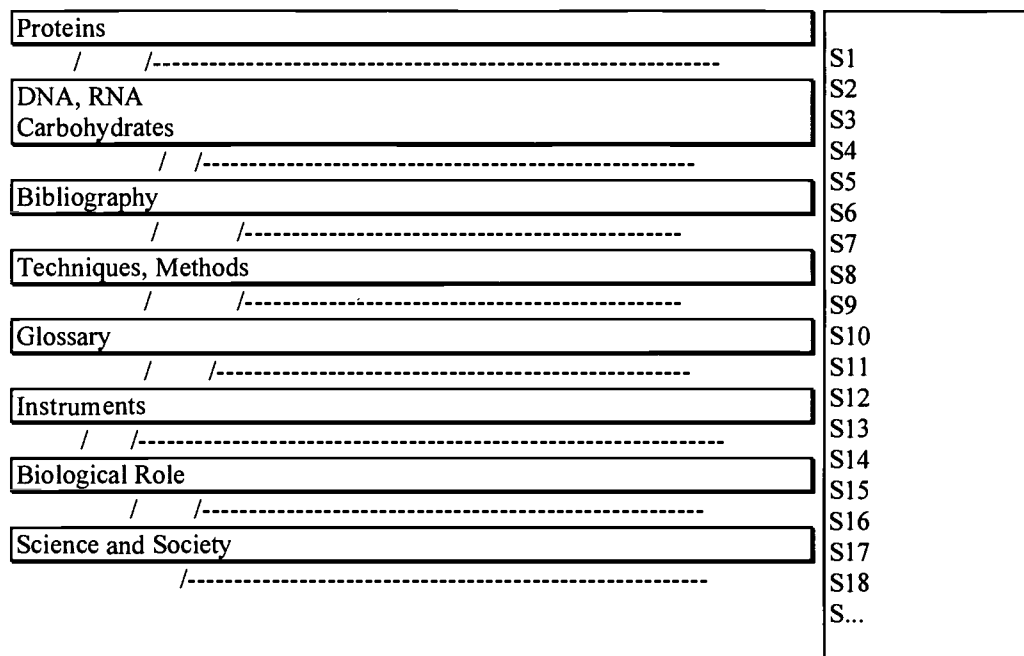 Proteins
/ /------------------------------------------------------------
DNA, RNA
Carbohydrates
/ /----------------------------------------------------
Bibliography
/ /----------------------------------------------
Techniques, Methods
/ /----------------------------------------------
Glossary
/ /--------------------------------------------------
Instruments
/ /--------------------------------------------------------------
Biological Role
/ /-----------------------------------------------------
Science and Society
/-------------------------------------------------------
S1
S2
S3
S4
S5
S6
S7
S8
S9
S10
S11
S12
S13
S14
S15
S16
S17
S18
S...